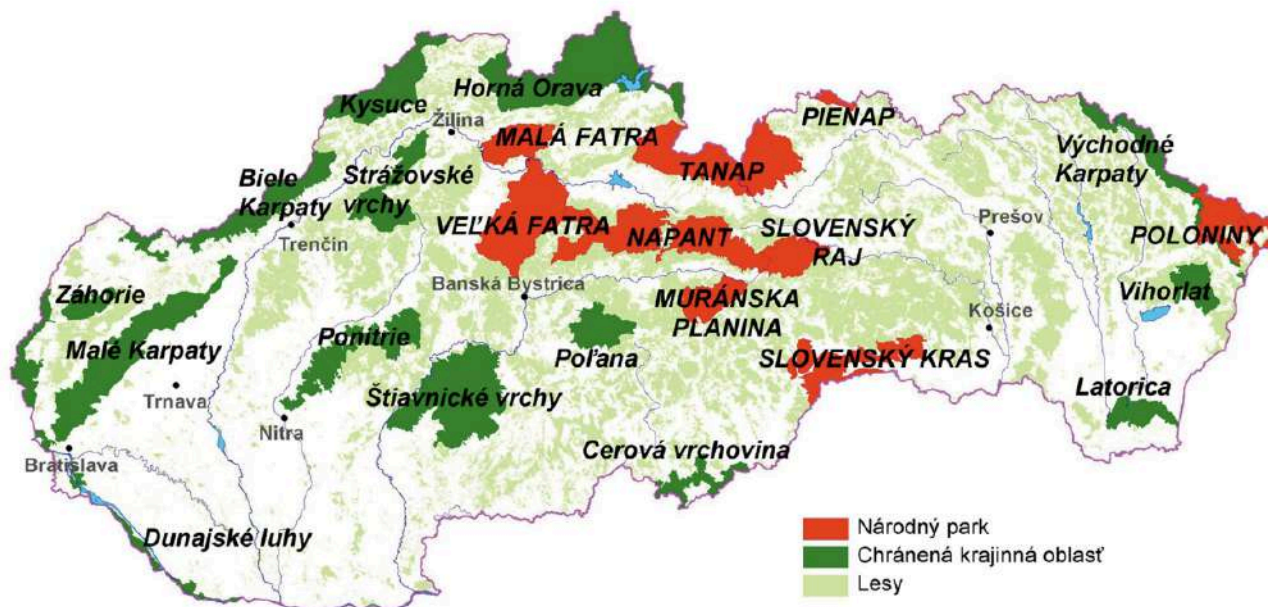 Horná Orava
Kysuce
Žilina
PIENAP
MALÁ FATRA
Východné
Karpaty
TANAP
Strážovské
vrchy
Biele
Karpaty
Prešov
VEĽKÁ FATRA
NAPANT
SLOVENSKÝ
RAJ
POLONINY
Trenčín
Banská Bystrica
Záhorie
MURÁNSKA
PLANINA
Vihorlat
Košice
Ponitrie
Malé Karpaty
Poľana
SLOVENSKÝ KRAS
Trnava
Štiavnické vrchy
Latorica
Nitra
Cerová vrchovina
Bratislava
Dunajské luhy
Národný park
Chránená krajinná oblasť
Lesy